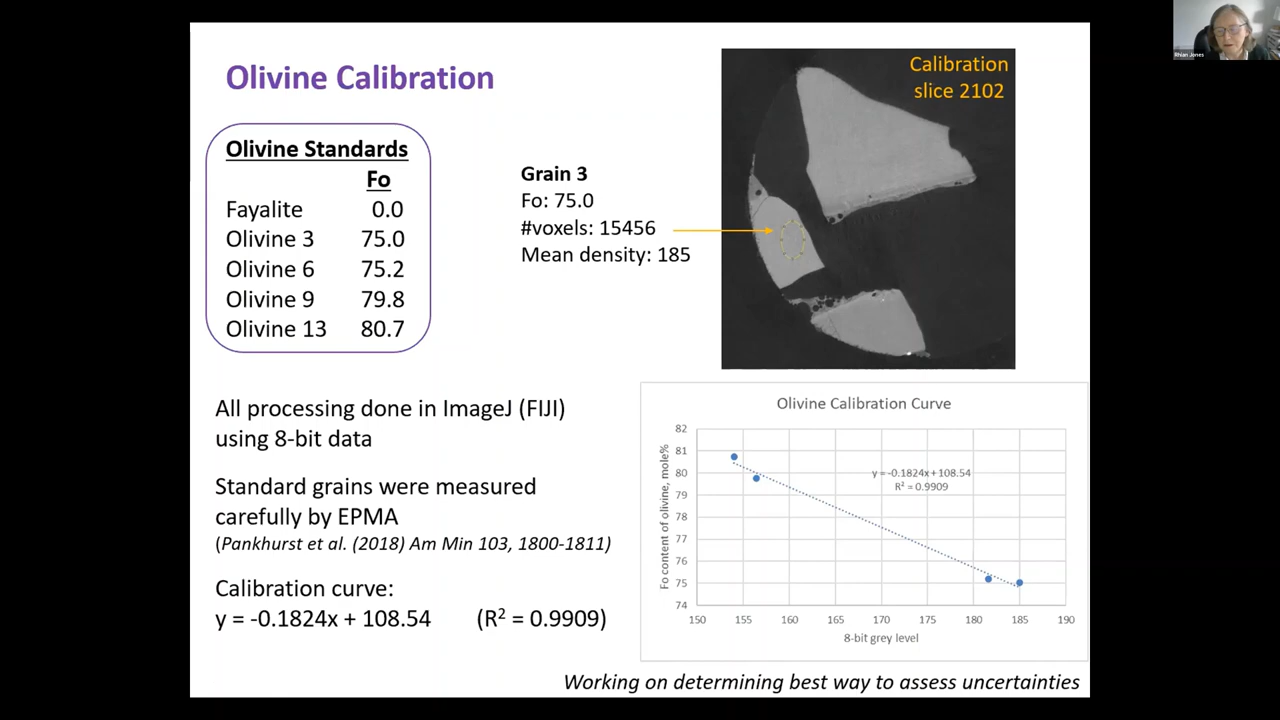 Olivine Calibration
Olivine Standards
Fo
Fayalite 0.0
Olivine 3 75.0
Olivine 6 75.2
Olivine 9 79.8
Olivine 13 80.7
Grain 3
Fo: 75.0
#voxels: 15456
Mean density: 185
Calibration
slice 2102
Rhian Jones
All processing done in ImageJ (FIJI)
using 8-bit data
Standard grains were measured
carefully by EPMA
(Pankhurst et al. (2018) Am Min 103, 1800-1811)
Calibration curve:
y = -0.1824x + 108.54 (R² = 0.9909)
Olivine Calibration Curve
Fo content of olivine, mole%
82
81
80
79
78
77
76
75
74
y = -0.1824x + 108.54
R² = 0.9909
150 155 160 165 170 175 180 185 190
8-bit grey level
Working on determining best way to assess uncertainties